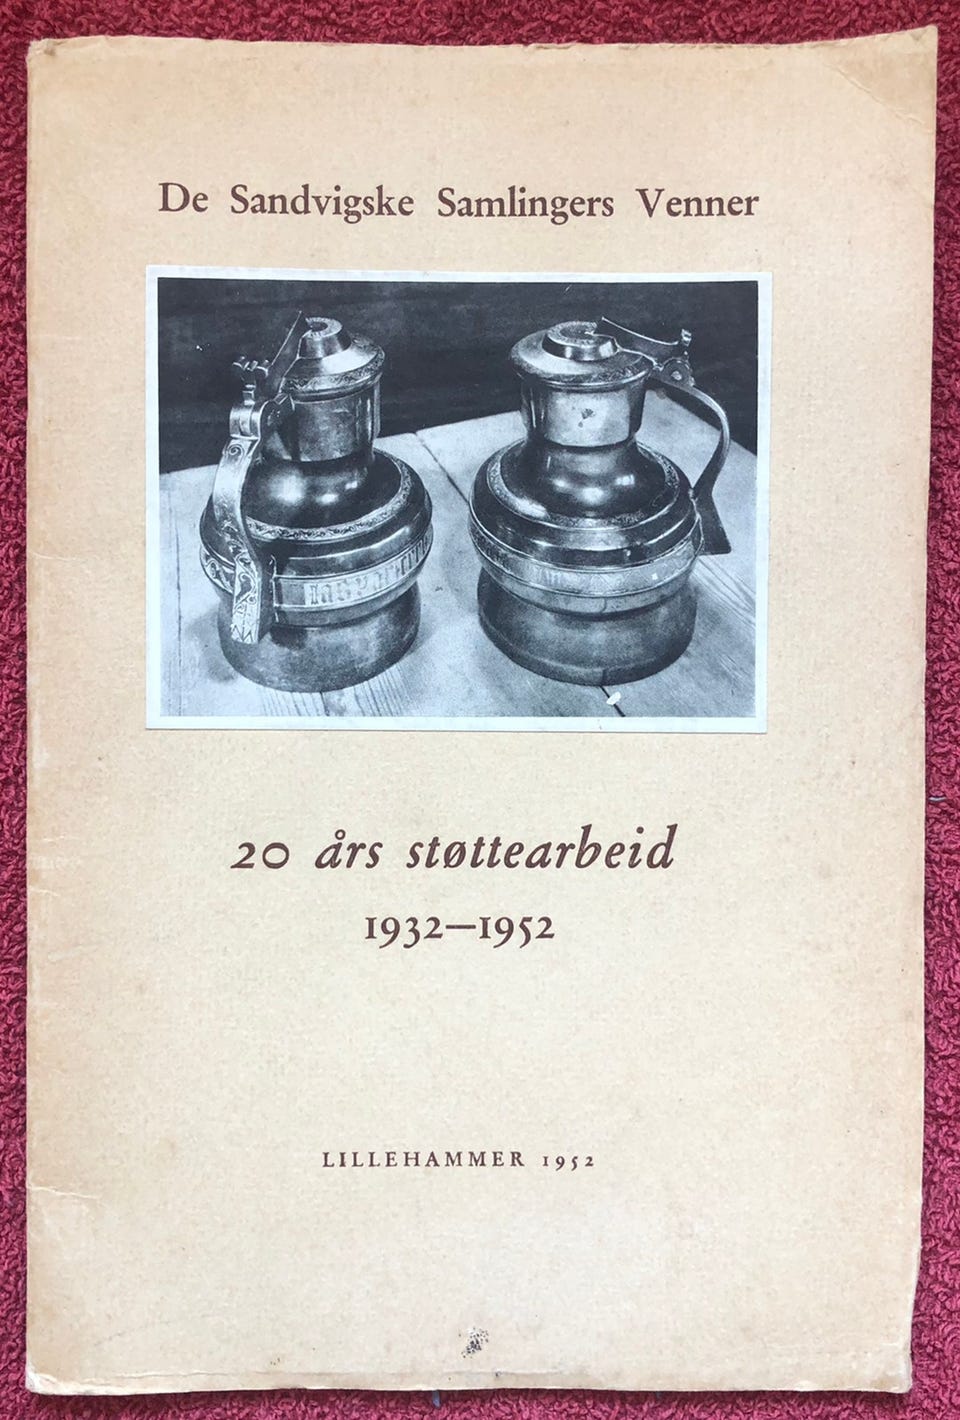 De Sandvigske Samlingers Venner
20 års støttearbeid
1932—1952
LILLEHAMMER 1952